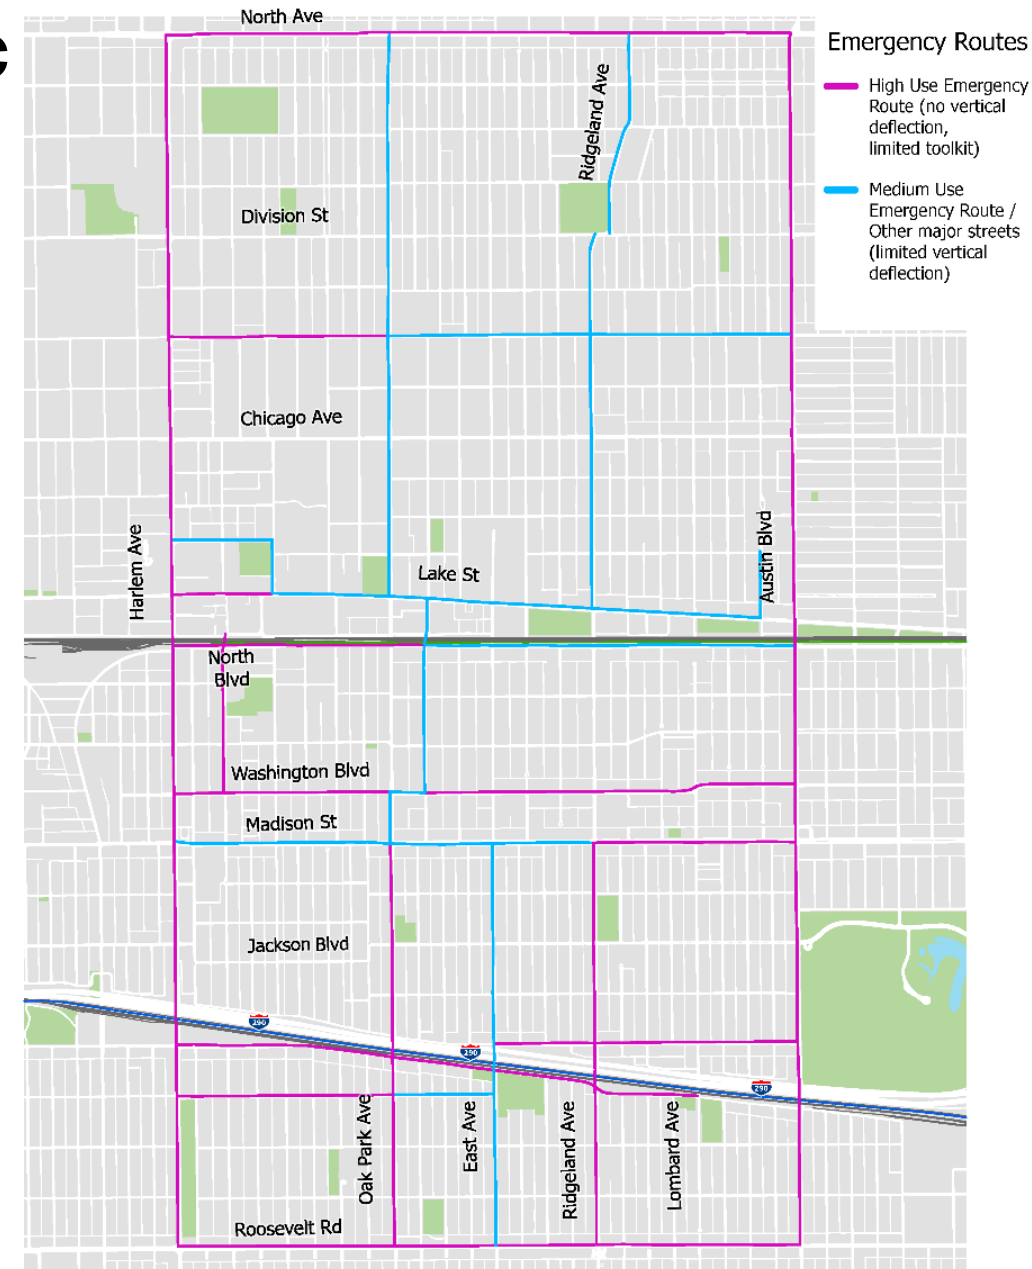 c
North Ave
Emergency Routes
High Use Emergency
Route (no vertical
deflection,
limited toolkit)
Ridgeland Ave
Medium Use
Emergency Route /
Other major streets
(limited vertical
deflection)
Division St
Chicago Ave
Harlem Ave
Austin Blvd
Lake St
North
Blvd
Washington Blvd
Madison St
Jackson Blvd
290
290
290
Oak Park Ave
East Ave
Ridgeland Ave
Lombard Ave
Roosevelt Rd